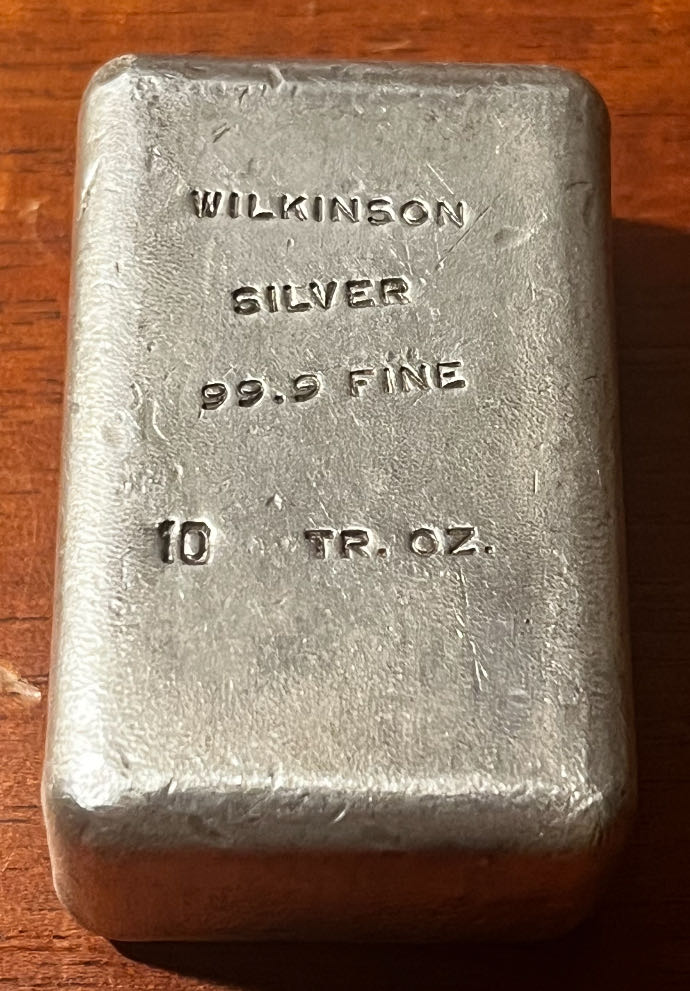 WILKINSON
SILVER
99.9 FINE
10 TR. OZ.